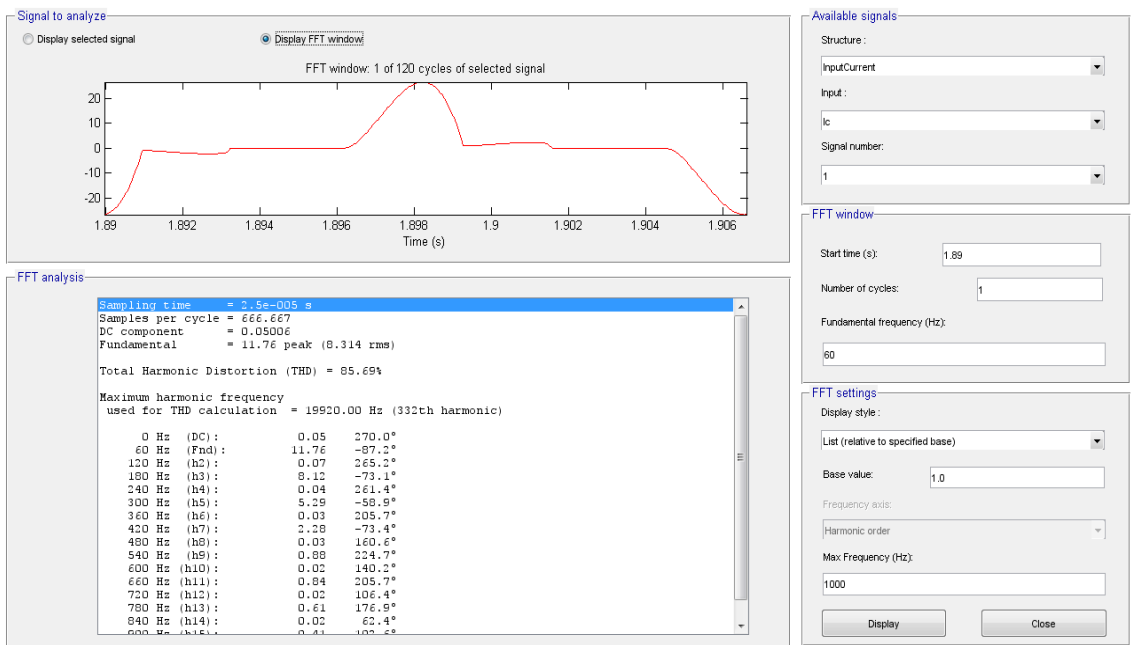 Signal to analyze
Display selected signal
Display FFT window
FFT window: 1 of 120 cycles of selected signal
20
10
0
-10
-20
1.89 1.892 1.894 1.896 1.898 1.9 1.902 1.904 1.906
Time (s)
FFT analysis
Sampling time = 2.5e-005 s
Samples per cycle = 666.667
DC component = 0.05006
Fundamental = 11.76 peak (8.314 rms)
Total Harmonic Distortion (THD) = 85.69%
Maximum harmonic frequency
used for THD calculation = 19920.00 Hz (332th harmonic)
0 Hz (DC): 0.05 270.0°
60 Hz (Fnd): 11.76 -87.2°
120 Hz (h2): 0.07 265.2°
180 Hz (h3): 8.12 -73.1°
240 Hz (h4): 0.04 261.4°
300 Hz (h5): 5.29 -58.9°
360 Hz (h6): 0.03 205.7°
420 Hz (h7): 2.28 -73.4°
480 Hz (h8): 0.03 160.6°
540 Hz (h9): 0.88 224.7°
600 Hz (h10): 0.02 140.2°
660 Hz (h11): 0.84 205.7°
720 Hz (h12): 0.02 106.4°
780 Hz (h13): 0.61 176.9°
840 Hz (h14): 0.02 62.4°
Available signals
Structure :
InputCurrent
Input :
Ic
Signal number:
1
FFT window
Start time (s): 1.89
Number of cycles: 1
Fundamental frequency (Hz):
60
FFT settings
Display style :
List (relative to specified base)
Base value: 1.0
Frequency axis:
Harmonic order
Max Frequency (Hz):
1000
Display Close